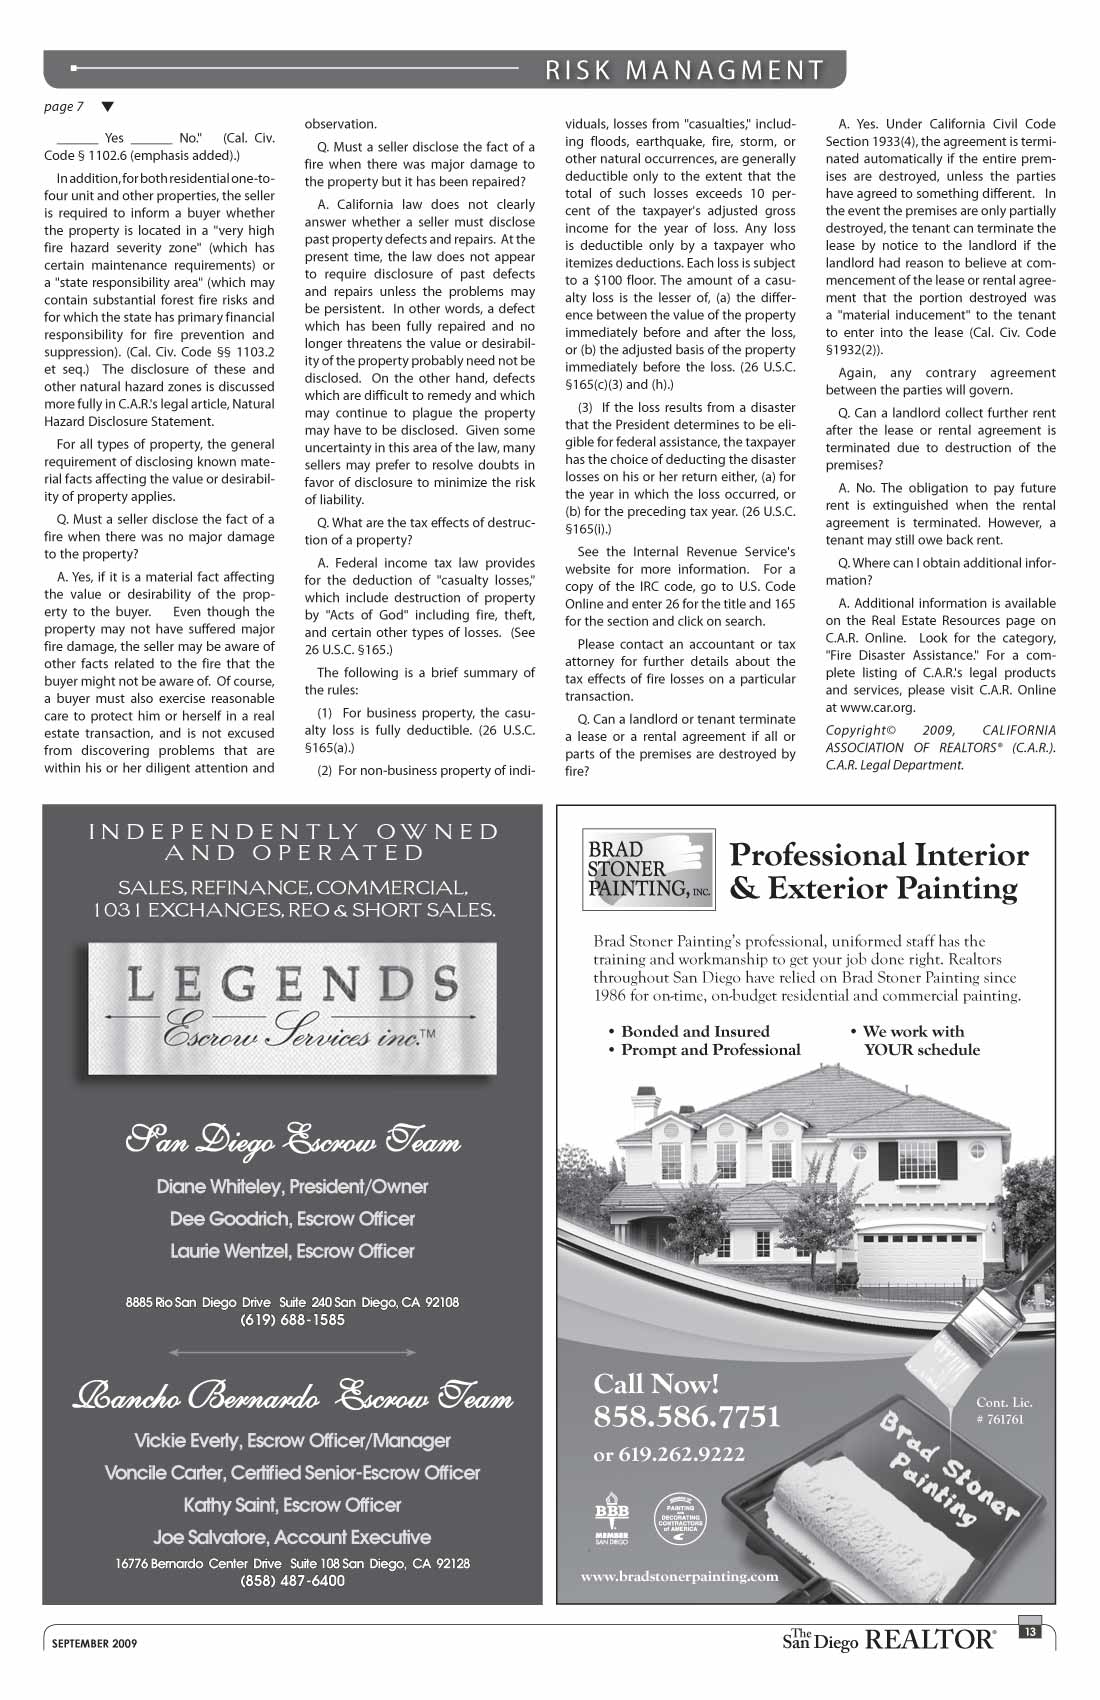 RISK MANAGMENT
page 7 ▼
______ Yes ______ No." (Cal. Civ.
Code § 1102.6 (emphasis added).)
In addition, for both residential one-to-
four unit and other properties, the seller
is required to inform a buyer whether
the property is located in a "very high
fire hazard severity zone" (which has
certain maintenance requirements) or
a "state responsibility area" (which may
contain substantial forest fire risks and
for which the state has primary financial
responsibility for fire prevention and
suppression). (Cal. Civ. Code §§ 1103.2
et seq.) The disclosure of these and
other natural hazard zones is discussed
more fully in C.A.R.'s legal article, Natural
Hazard Disclosure Statement.
For all types of property, the general
requirement of disclosing known mate-
rial facts affecting the value or desirabil-
ity of property applies.
Q. Must a seller disclose the fact of a
fire when there was no major damage
to the property?
A. Yes, if it is a material fact affecting
the value or desirability of the prop-
erty to the buyer. Even though the
property may not have suffered major
fire damage, the seller may be aware of
other facts related to the fire that the
buyer might not be aware of. Of course,
a buyer must also exercise reasonable
care to protect him or herself in a real
estate transaction, and is not excused
from discovering problems that are
within his or her diligent attention and
observation.
Q. Must a seller disclose the fact of a
fire when there was major damage to
the property but it has been repaired?
A. California law does not clearly
answer whether a seller must disclose
past property defects and repairs. At the
present time, the law does not appear
to require disclosure of past defects
and repairs unless the problems may
be persistent. In other words, a defect
which has been fully repaired and no
longer threatens the value or desirabil-
ity of the property probably need not be
disclosed. On the other hand, defects
which are difficult to remedy and which
may continue to plague the property
may have to be disclosed. Given some
uncertainty in this area of the law, many
sellers may prefer to resolve doubts in
favor of disclosure to minimize the risk
of liability.
Q. What are the tax effects of destruc-
tion of a property?
A. Federal income tax law provides
for the deduction of "casualty losses,"
which include destruction of property
by "Acts of God" including fire, theft,
and certain other types of losses. (See
26 U.S.C. §165.)
The following is a brief summary of
the rules:
(1) For business property, the casu-
alty loss is fully deductible. (26 U.S.C.
§165(a).)
(2) For non-business property of indi-
viduals, losses from "casualties," includ-
ing floods, earthquake, fire, storm, or
other natural occurrences, are generally
deductible only to the extent that the
total of such losses exceeds 10 per-
cent of the taxpayer's adjusted gross
income for the year of loss. Any loss
is deductible only by a taxpayer who
itemizes deductions. Each loss is subject
to a $100 floor. The amount of a casu-
alty loss is the lesser of, (a) the differ-
ence between the value of the property
immediately before and after the loss,
or (b) the adjusted basis of the property
immediately before the loss. (26 U.S.C.
§165(c)(3) and (h).)
(3) If the loss results from a disaster
that the President determines to be eli-
gible for federal assistance, the taxpayer
has the choice of deducting the disaster
losses on his or her return either, (a) for
the year in which the loss occurred, or
(b) for the preceding tax year. (26 U.S.C.
§165(i).)
See the Internal Revenue Service's
website for more information. For a
copy of the IRC code, go to U.S. Code
Online and enter 26 for the title and 165
for the section and click on search.
Please contact an accountant or tax
attorney for further details about the
tax effects of fire losses on a particular
transaction.
Q. Can a landlord or tenant terminate
a lease or a rental agreement if all or
parts of the premises are destroyed by
fire?
A. Yes. Under California Civil Code
Section 1933(4), the agreement is termi-
nated automatically if the entire prem-
ises are destroyed, unless the parties
have agreed to something different. In
the event the premises are only partially
destroyed, the tenant can terminate the
lease by notice to the landlord if the
landlord had reason to believe at com-
mencement of the lease or rental agree-
ment that the portion destroyed was
a "material inducement" to the tenant
to enter into the lease (Cal. Civ. Code
§1932(2)).
Again, any contrary agreement
between the parties will govern.
Q. Can a landlord collect further rent
after the lease or rental agreement is
terminated due to destruction of the
premises?
A. No. The obligation to pay future
rent is extinguished when the rental
agreement is terminated. However, a
tenant may still owe back rent.
Q. Where can I obtain additional infor-
mation?
A. Additional information is available
on the Real Estate Resources page on
C.A.R. Online. Look for the category,
"Fire Disaster Assistance." For a com-
plete listing of C.A.R.'s legal products
and services, please visit C.A.R. Online
at www.car.org.
Copyright© 2009, CALIFORNIA
ASSOCIATION OF REALTORS® (C.A.R.).
C.A.R. Legal Department.
INDEPENDENTLY OWNED
AND OPERATED
SALES, REFINANCE, COMMERCIAL,
1031 EXCHANGES, REO & SHORT SALES.
LEGENDS
Escrow Services inc.™
San Diego Escrow Team
Diane Whiteley, President/Owner
Dee Goodrich, Escrow Officer
Laurie Wentzel, Escrow Officer
8885 Rio San Diego Drive Suite 240 San Diego, CA 92108
(619) 688-1585
Rancho Bernardo Escrow Team
Vickie Everly, Escrow Officer/Manager
Voncile Carter, Certified Senior-Escrow Officer
Kathy Saint, Escrow Officer
Joe Salvatore, Account Executive
16776 Bernardo Center Drive Suite 108 San Diego, CA 92128
(858) 487-6400
BRAD
STONER
PAINTING, INC.
Professional Interior
& Exterior Painting
Brad Stoner Painting's professional, uniformed staff has the
training and workmanship to get your job done right. Realtors
throughout San Diego have relied on Brad Stoner Painting since
1986 for on-time, on-budget residential and commercial painting.
• Bonded and Insured
• Prompt and Professional
• We work with
YOUR schedule
Call Now!
858.586.7751
or 619.262.9222
Cont. Lic.
# 761761
Brad Stoner
Painting
BBB
MEMBER
SAN DIEGO
PAINTING
DECORATING
CONTRACTORS
of AMERICA
www.bradstonerpainting.com
SEPTEMBER 2009
The
San Diego REALTOR®
13